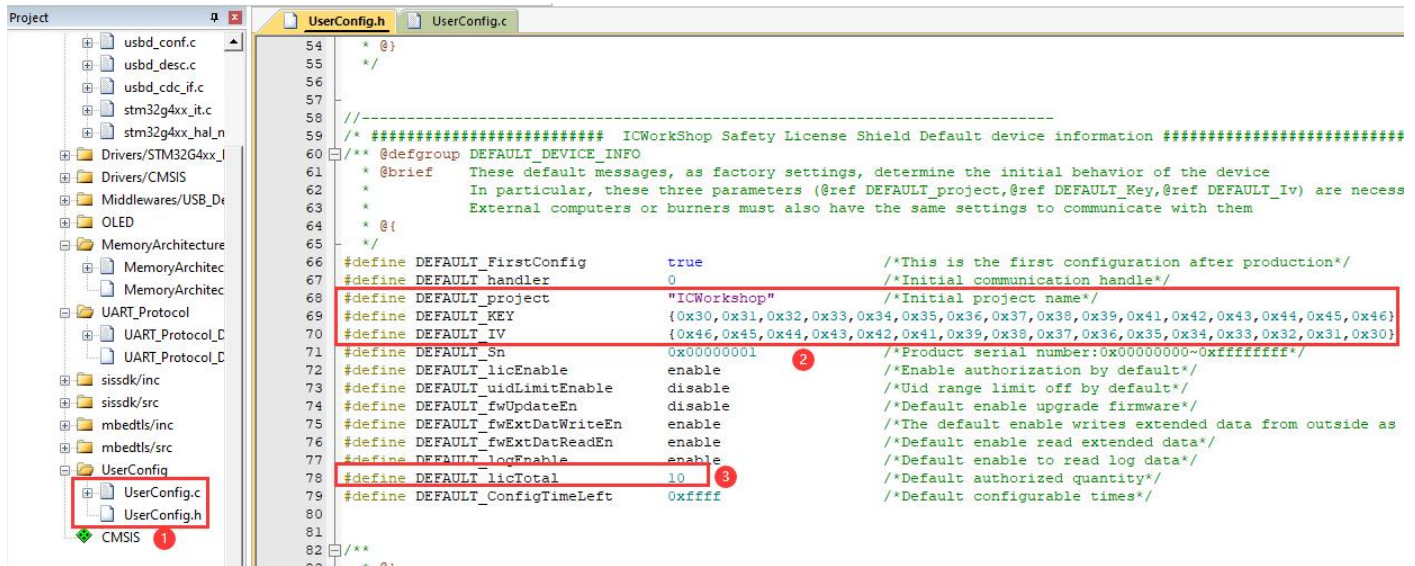 Project
usbd_conf.c
usbd_desc.c
usbd_cdc_if.c
stm32g4xx_it.c
stm32g4xx_hal_n
Drivers/STM32G4xx_
Drivers/CMSIS
Middlewares/USB_De
OLED
MemoryArchitecture
MemoryArchitec
MemoryArchitec
UART_Protocol
UART_Protocol_D
UART_Protocol_D
sissdk/inc
sissdk/src
mbedtls/inc
mbedtls/src
UserConfig
UserConfig.c
UserConfig.h
CMSIS 1
UserConfig.h UserConfig.c
54 * @}
55 */
56
57
58 //-----------------------------------------------------------------------------
59 /* ########################## ICWorkShop Safety License Shield Default device information ###########################
60 /** @defgroup DEFAULT_DEVICE_INFO
61 * @brief These default messages, as factory settings, determine the initial behavior of the device
62 * In particular, these three parameters (@ref DEFAULT_project,@ref DEFAULT_Key,@ref DEFAULT_Iv) are necess
63 * External computers or burners must also have the same settings to communicate with them
64 * @{
65 */
66 #define DEFAULT_FirstConfig true /*This is the first configuration after production*/
67 #define DEFAULT_handler 0 /*Initial communication handle*/
68 #define DEFAULT_project "ICWorkshop" /*Initial project name*/
69 #define DEFAULT_KEY {0x30,0x31,0x32,0x33,0x34,0x35,0x36,0x37,0x38,0x39,0x41,0x42,0x43,0x44,0x45,0x46}
70 #define DEFAULT_IV {0x46,0x45,0x44,0x43,0x42,0x41,0x39,0x38,0x37,0x36,0x35,0x34,0x33,0x32,0x31,0x30}
71 #define DEFAULT_Sn 0x00000001 2 /*Product serial number:0x00000000~0xffffffff*/
72 #define DEFAULT_licEnable enable /*Enable authorization by default*/
73 #define DEFAULT_uidLimitEnable disable /*Uid range limit off by default*/
74 #define DEFAULT_fwUpdateEn disable /*Default enable upgrade firmware*/
75 #define DEFAULT_fwExtDatWriteEn enable /*The default enable writes extended data from outside as
76 #define DEFAULT_fwExtDatReadEn enable /*Default enable read extended data*/
77 #define DEFAULT_logEnable enable /*Default enable to read log data*/
78 #define DEFAULT_licTotal 10 3 /*Default authorized quantity*/
79 #define DEFAULT_ConfigTimeLeft 0xffff /*Default configurable times*/
80
81
82 /**